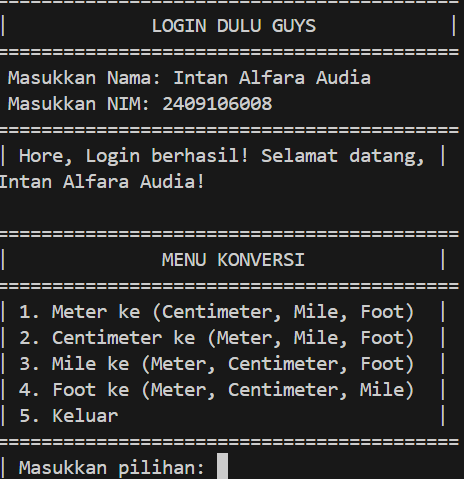 ==========================================
|             LOGIN DULU GUYS            |
==========================================
Masukkan Nama: Intan Alfara Audia
Masukkan NIM: 2409106008
==========================================
| Hore, Login berhasil! Selamat datang, |
Intan Alfara Audia!
==========================================
|              MENU KONVERSI            |
==========================================
| 1. Meter ke (Centimeter, Mile, Foot)  |
| 2. Centimeter ke (Meter, Mile, Foot)  |
| 3. Mile ke (Meter, Centimeter, Foot)  |
| 4. Foot ke (Meter, Centimeter, Mile)  |
| 5. Keluar                             |
==========================================
| Masukkan pilihan: